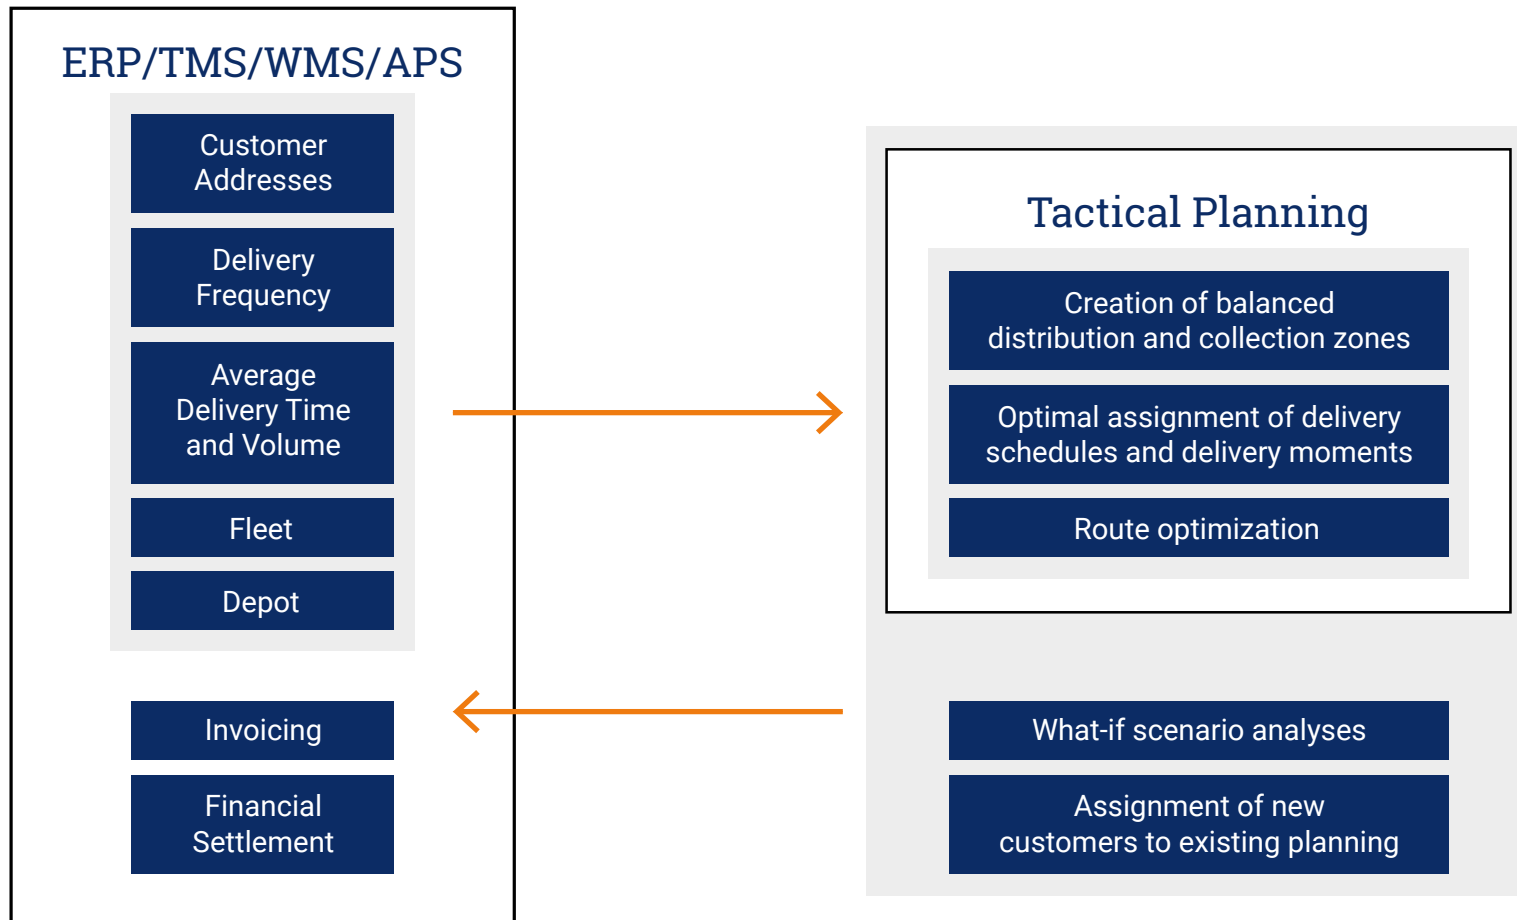 ERP/TMS/WMS/APS
Customer
Addresses
Delivery
Frequency
Average
Delivery Time
and Volume
Fleet
Depot
Invoicing
Financial
Settlement
Tactical Planning
Creation of balanced
distribution and collection zones
Optimal assignment of delivery
schedules and delivery moments
Route optimization
What-if scenario analyses
Assignment of new
customers to existing planning